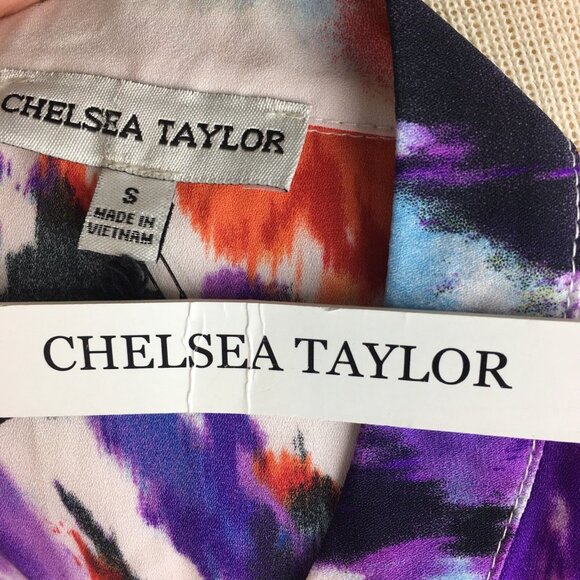 CHELSEA TAYLOR
S
MADE IN
VIETNAM
CHELSEA TAYLOR